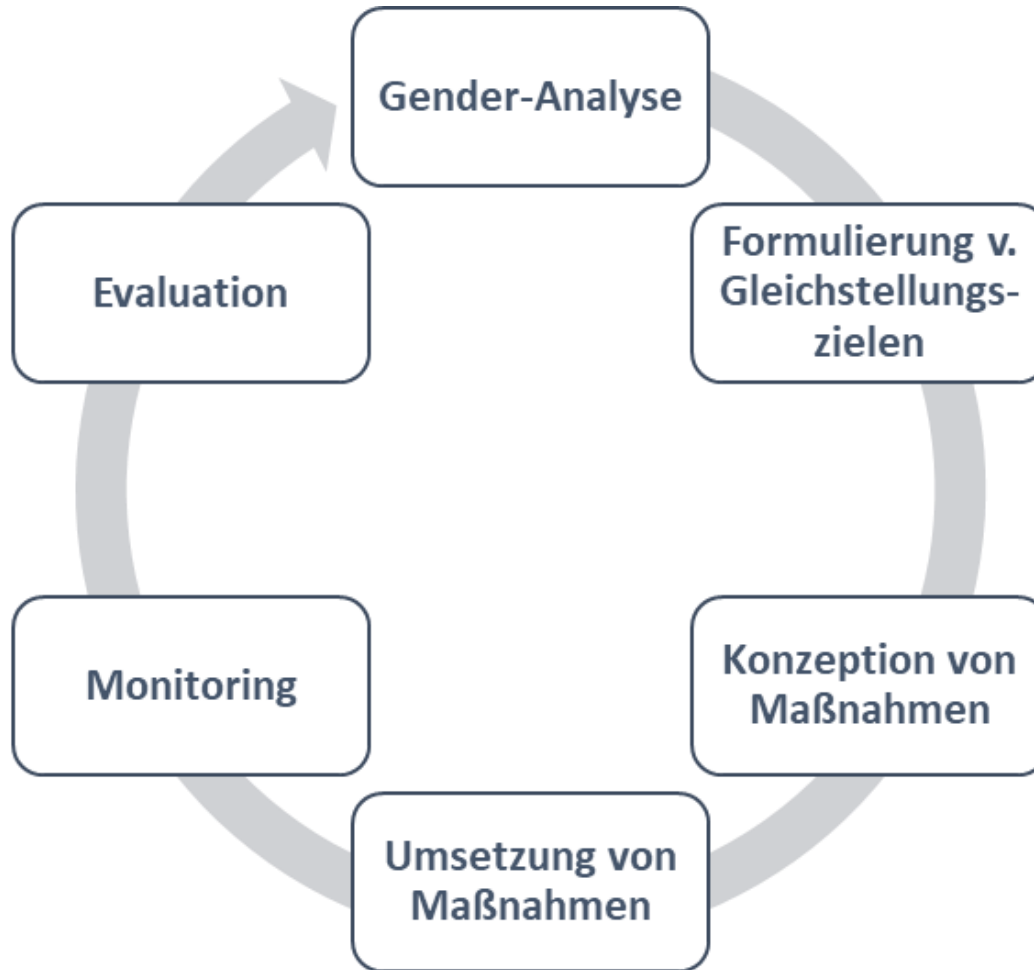 Gender-Analyse
Formulierung v.
Gleichstellungs-
zielen
Konzeption von
Maßnahmen
Umsetzung von
Maßnahmen
Monitoring
Evaluation